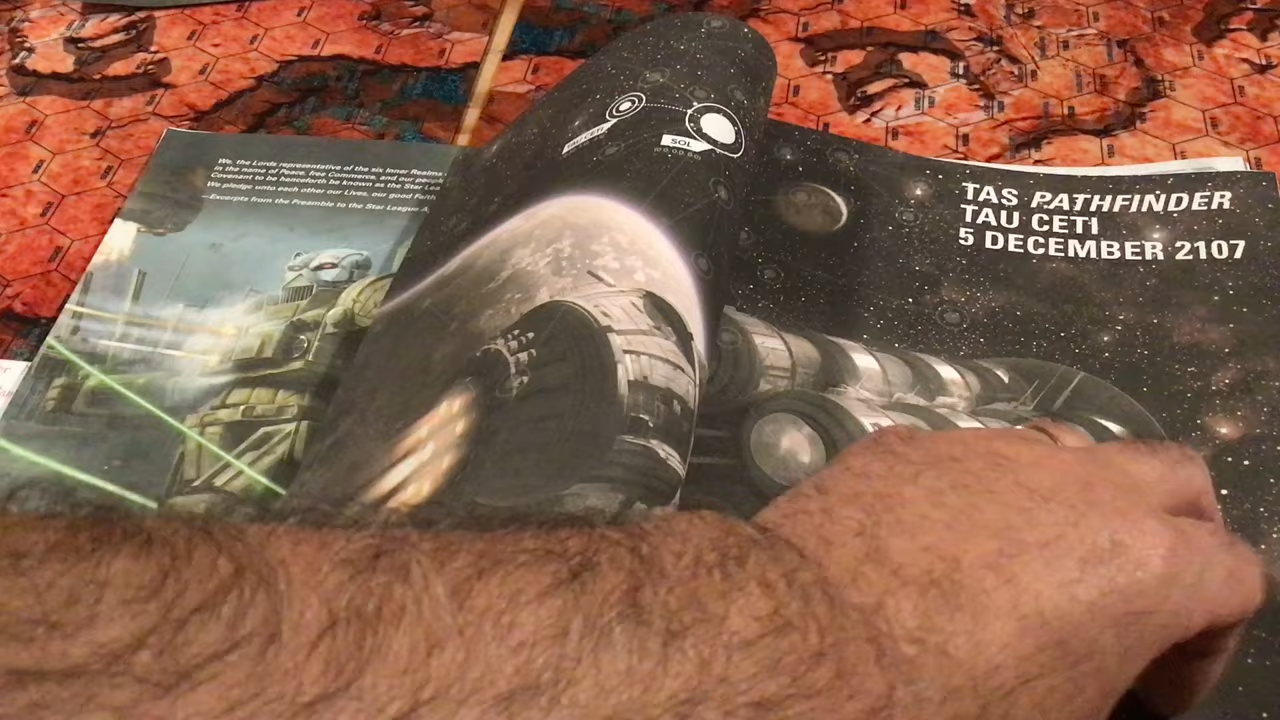 We, the Lords representative of the six Inner Realms
in the name of Peace, free Commerce, and our
Covenant to be henceforth be known as the Star
We pledge unto each other our Lives, our good Faith
—Excerpts from the Preamble to the Star League
TAU CETI
SOL
TAS PATHFINDER
TAU CETI
5 DECEMBER 2107